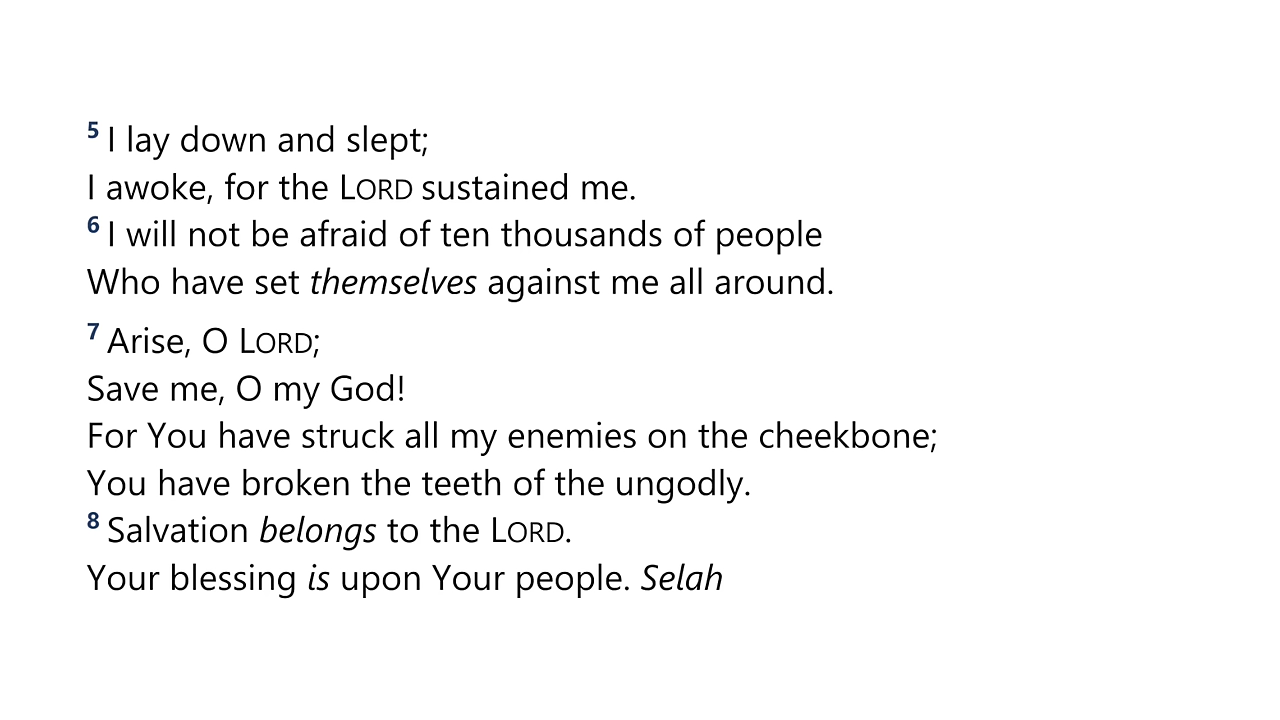 5 I lay down and slept;
I awoke, for the LORD sustained me.
6 I will not be afraid of ten thousands of people
Who have set themselves against me all around.
7 Arise, O LORD;
Save me, O my God!
For You have struck all my enemies on the cheekbone;
You have broken the teeth of the ungodly.
8 Salvation belongs to the LORD.
Your blessing is upon Your people. Selah